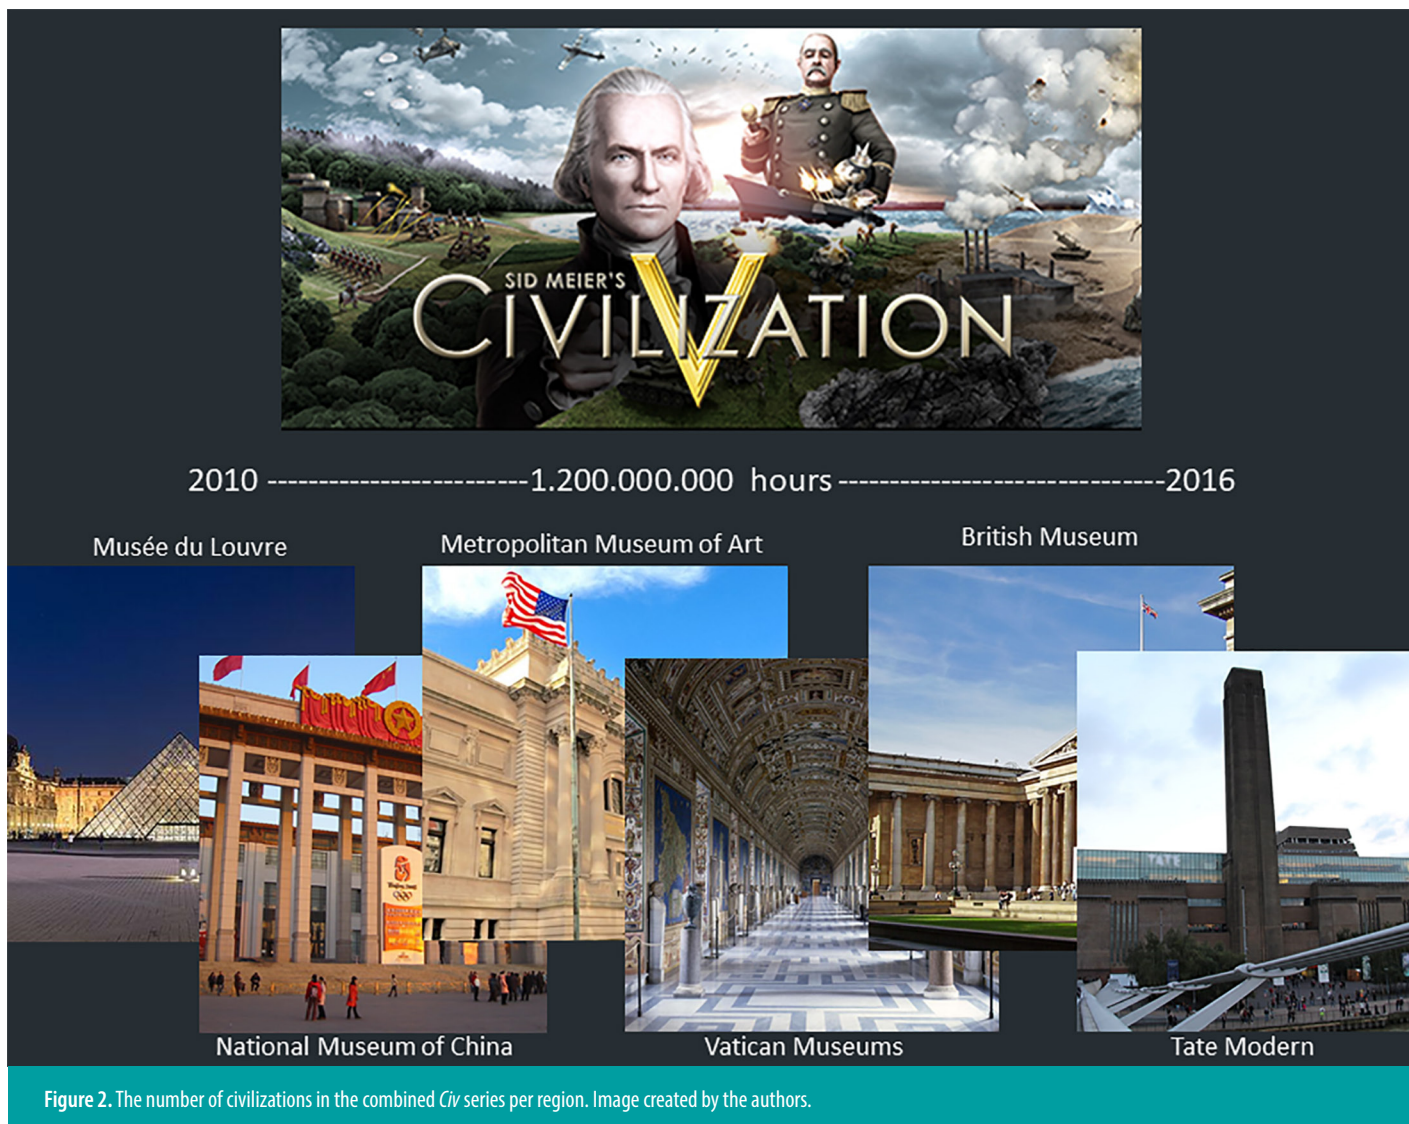 SID MEIER'S
CIVILIZATION
V
2010 -------------------------1.200.000.000 hours--------------------------------2016
Musée du Louvre
Metropolitan Museum of Art
British Museum
TATE
National Museum of China
Vatican Museums
Tate Modern
Figure 2. The number of civilizations in the combined Civ series per region. Image created by the authors.